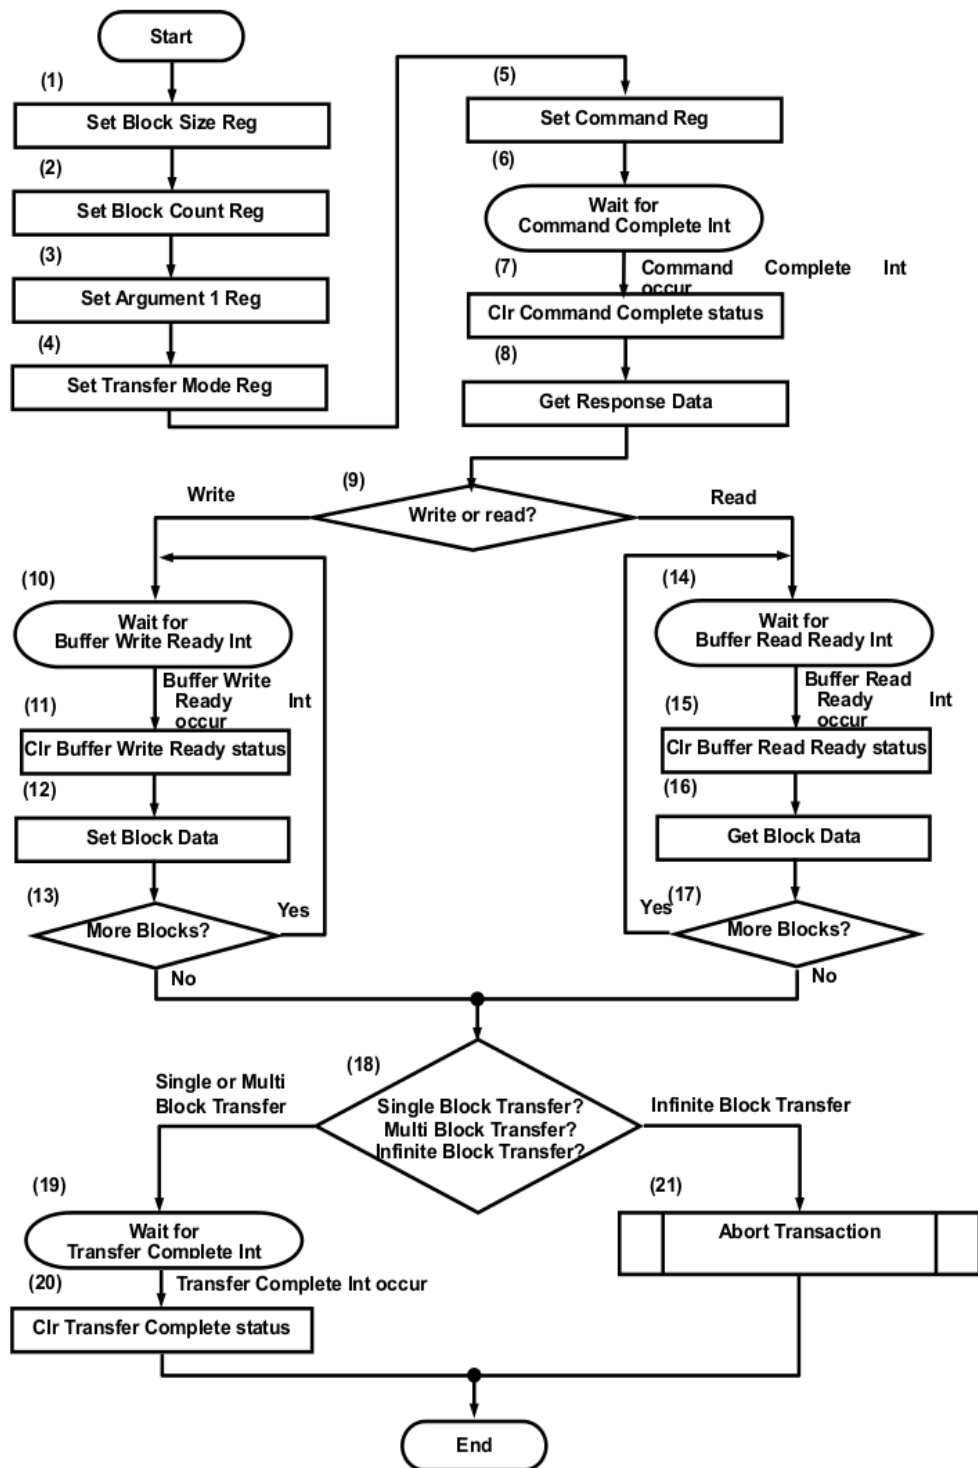 Start
(1)
Set Block Size Reg
(2)
Set Block Count Reg
(3)
Set Argument 1 Reg
(4)
Set Transfer Mode Reg
(5)
Set Command Reg
(6)
Wait for
Command Complete Int
(7)
Command Complete Int
occur
Clr Command Complete status
(8)
Get Response Data
(9)
Write or read?
Write
Read
(10)
Wait for
Buffer Write Ready Int
Buffer Write
Ready Int
occur
(11)
Clr Buffer Write Ready status
(12)
Set Block Data
(13)
More Blocks?
Yes
No
(14)
Wait for
Buffer Read Ready Int
Buffer Read
Ready Int
occur
(15)
Clr Buffer Read Ready status
(16)
Get Block Data
(17)
More Blocks?
Yes
No
(18)
Single Block Transfer?
Multi Block Transfer?
Infinite Block Transfer?
Single or Multi
Block Transfer
Infinite Block Transfer
(19)
Wait for
Transfer Complete Int
(20)
Transfer Complete Int occur
Clr Transfer Complete status
(21)
Abort Transaction
End